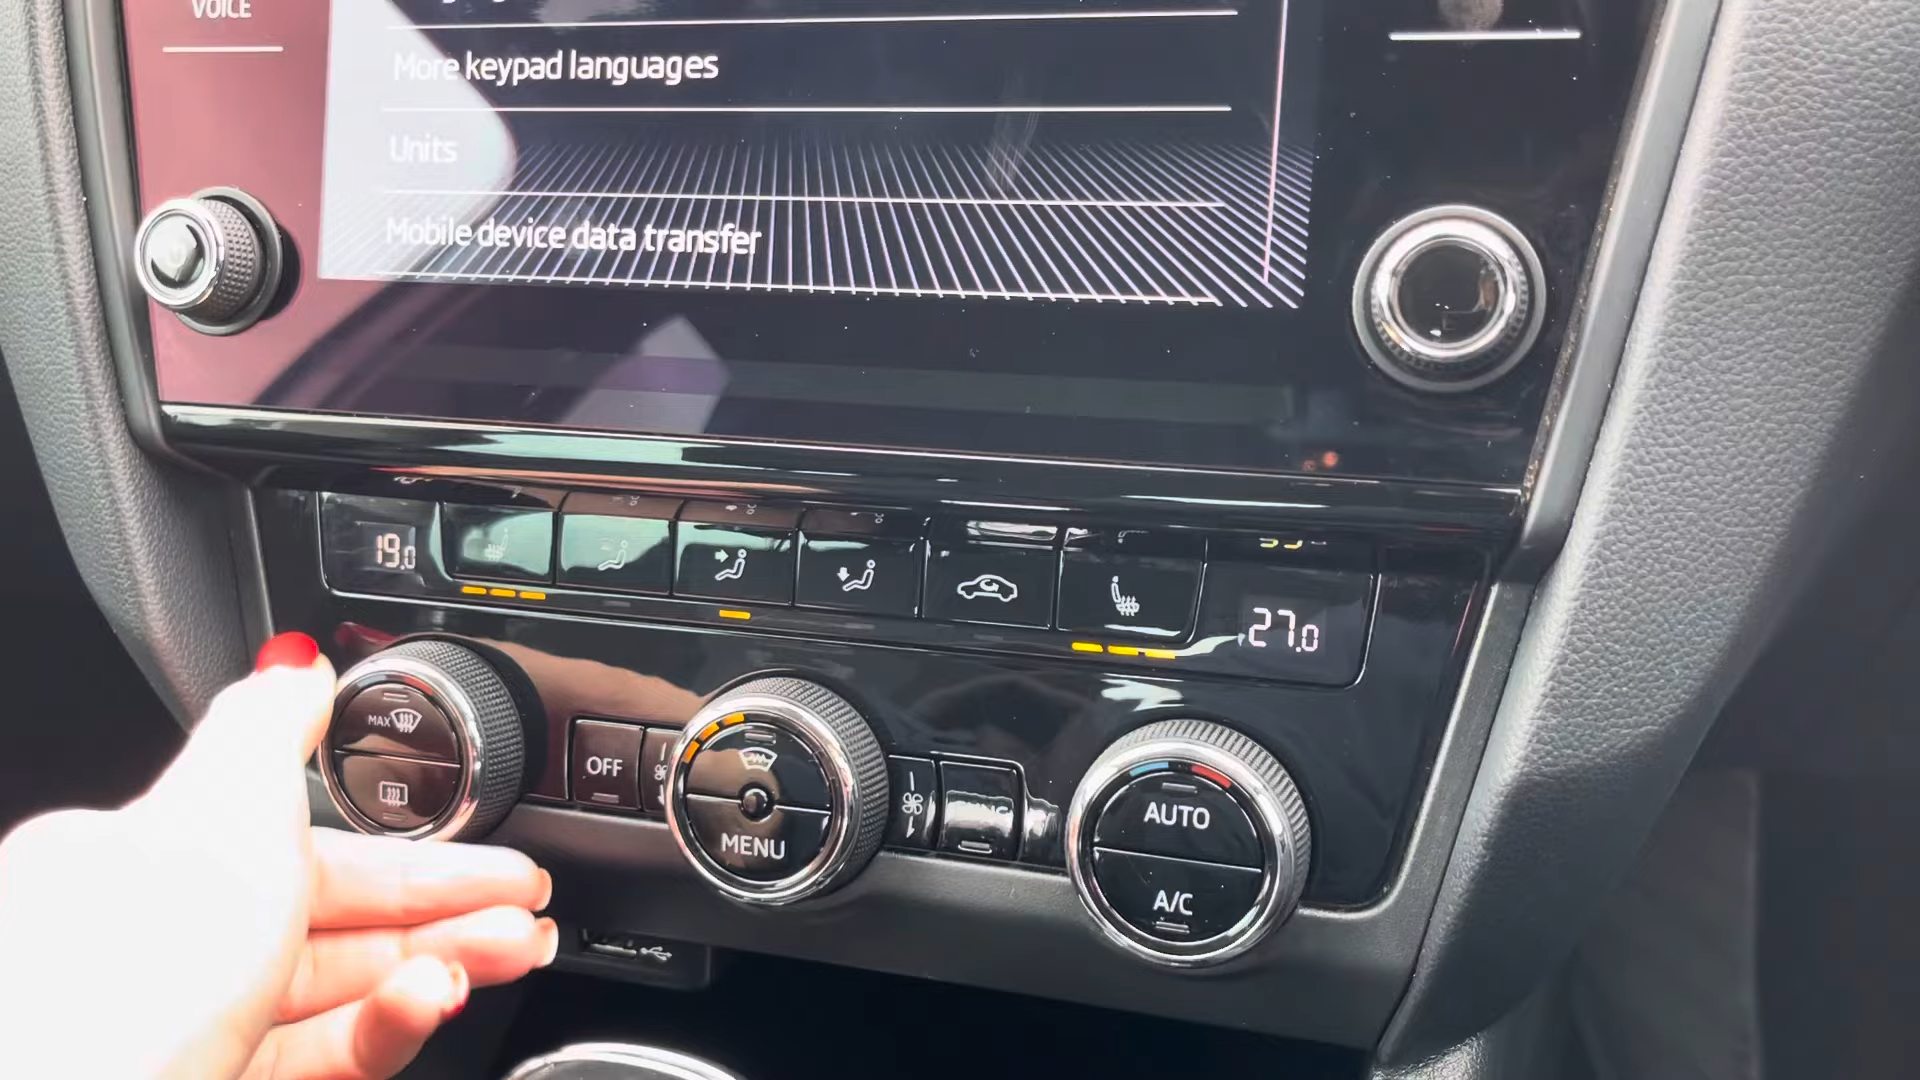 VOICE
More keypad languages
Units
Mobile device data transfer
19.0
27.0
MAX
OFF
MENU
AUTO
A/C